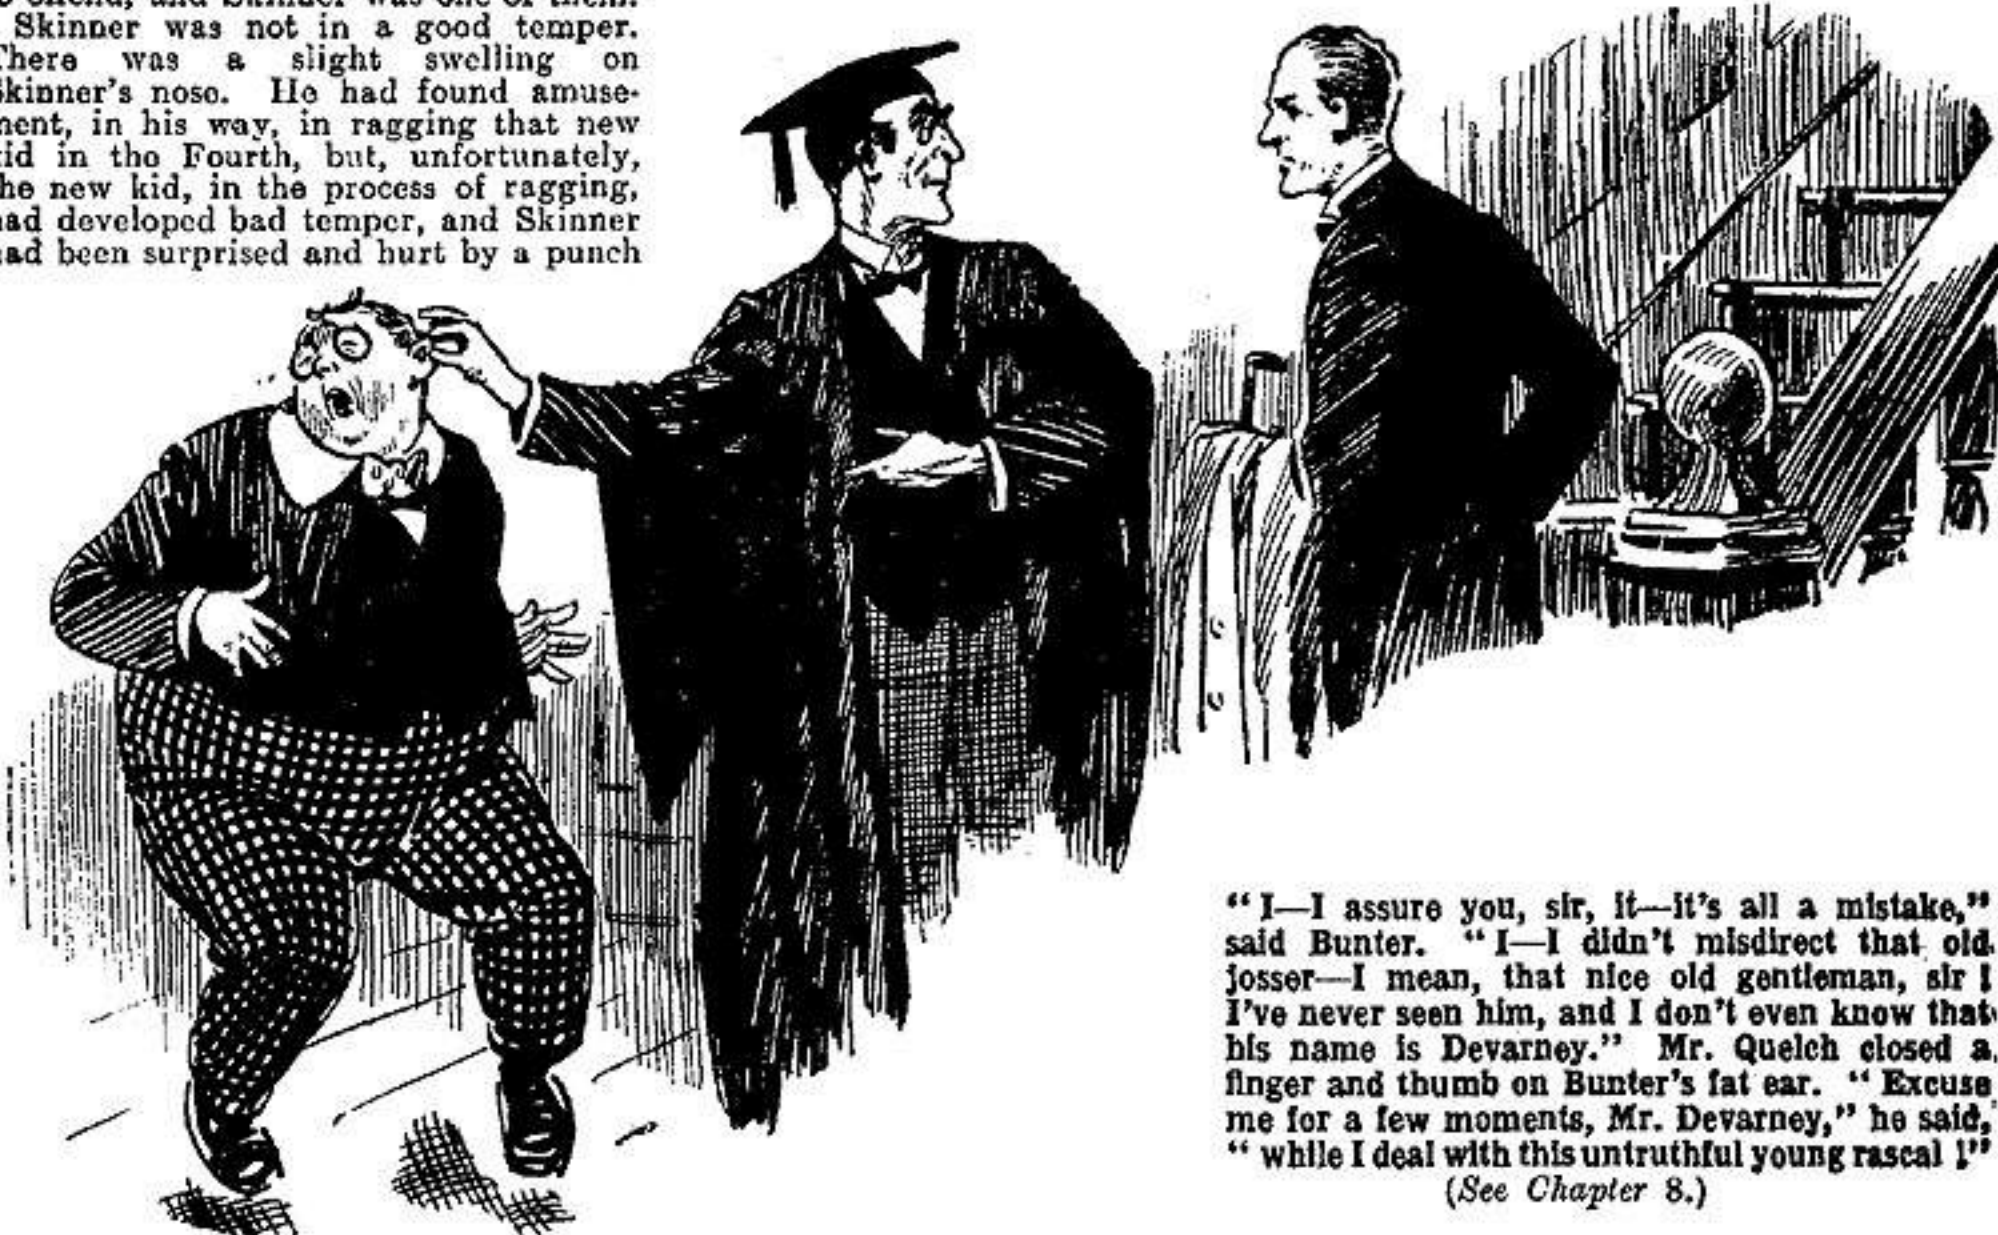 and Skinner was one of them.
Skinner was not in a good temper.
There was a slight swelling on
Skinner's nose. He had found amuse-
ment, in his way, in ragging that new
kid in the Fourth, but, unfortunately,
the new kid, in the process of ragging,
had developed bad temper, and Skinner
had been surprised and hurt by a punch
"I—I assure you, sir, it—it's all a mistake,"
said Bunter. "I—I didn't misdirect that old
josser—I mean, that nice old gentleman, sir!
I've never seen him, and I don't even know that
his name is Devarney." Mr. Quelch closed a
finger and thumb on Bunter's fat ear. "Excuse
me for a few moments, Mr. Devarney," he said,
"while I deal with this untruthful young rascal!"
(See Chapter 8.)